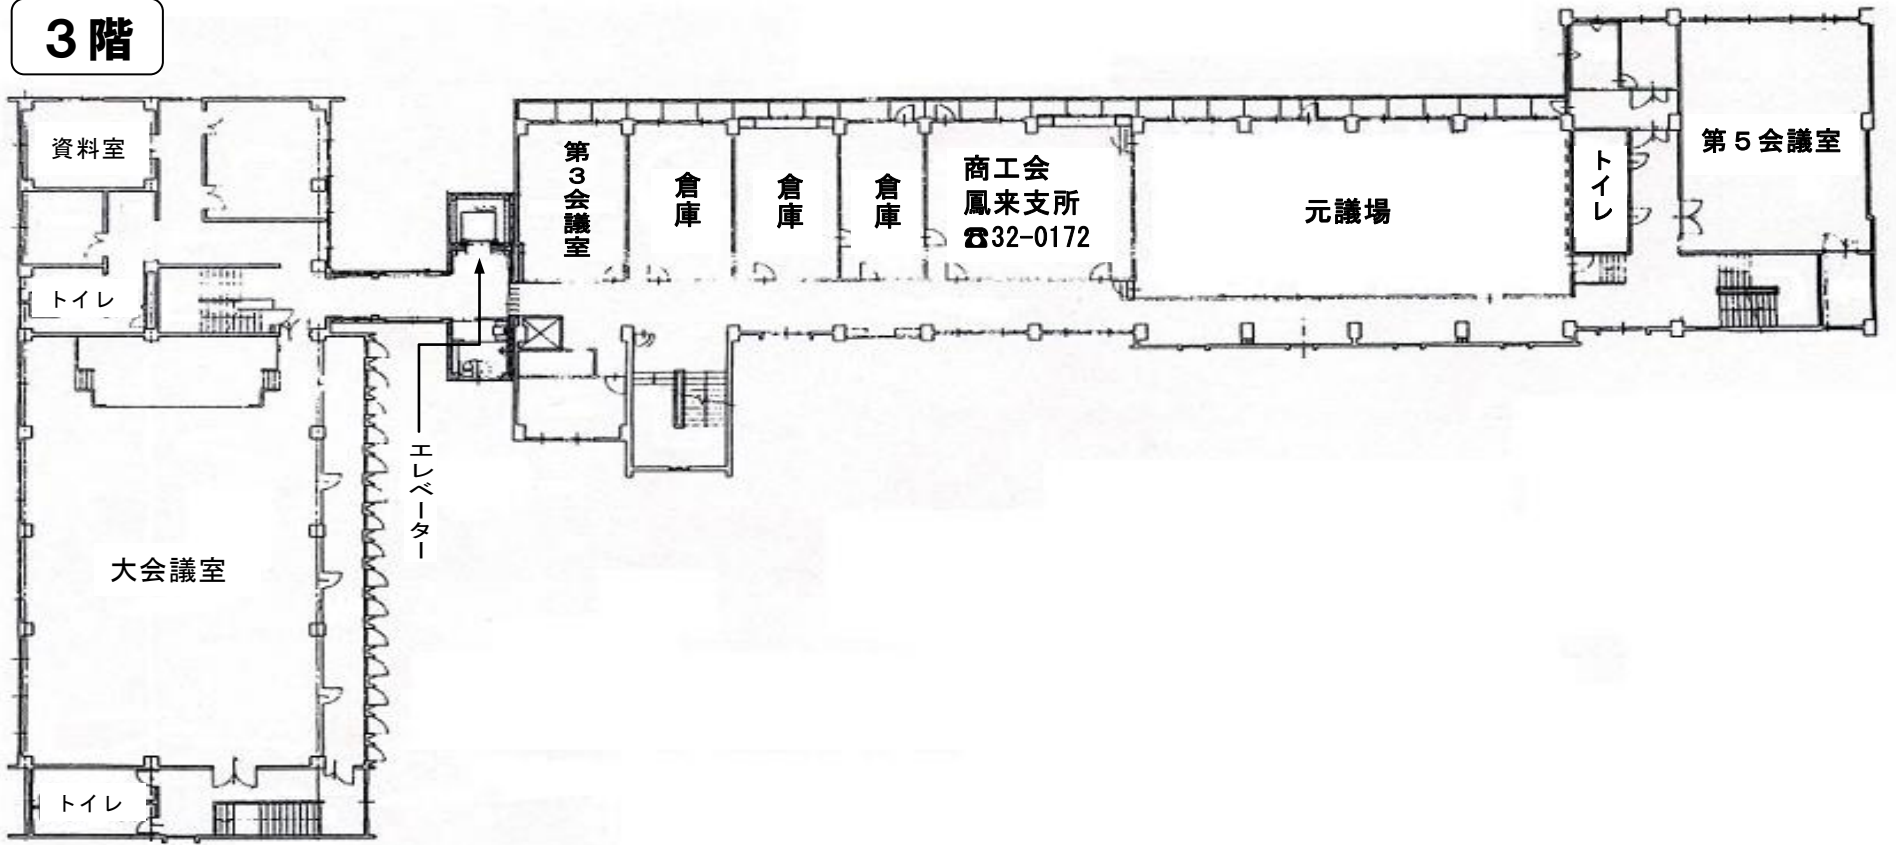 ３階
資料室
トイレ
大会議室
トイレ
エレベーター
第３会議室
倉庫
倉庫
倉庫
商工会
鳳来支所
☎32-0172
元議場
トイレ
第５会議室